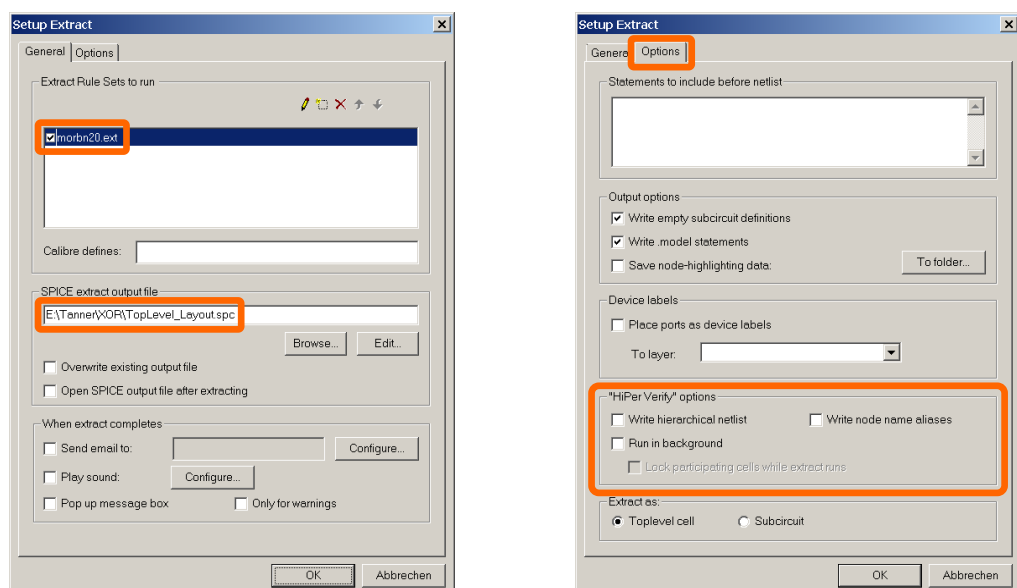 Setup Extract
General Options
Extract Rule Sets to run
morbn20.ext
Calibre defines:
SPICE extract output file
E:\Tanner\XOR\TopLevel_Layout.spc
Browse... Edit...
Overwrite existing output file
Open SPICE output file after extracting
When extract completes
Send email to: Configure...
Play sound: Configure...
Pop up message box Only for warnings
OK Abbrechen
Setup Extract
Genera Options
Statements to include before netlist
Output options
Write empty subcircuit definitions
Write .model statements
Save node-highlighting data: To folder...
Device labels
Place ports as device labels
To layer:
"HiPer Verify" options
Write hierarchical netlist Write node name aliases
Run in background
Lock participating cells while extract runs
Extract as:
Toplevel cell Subcircuit
OK Abbrechen